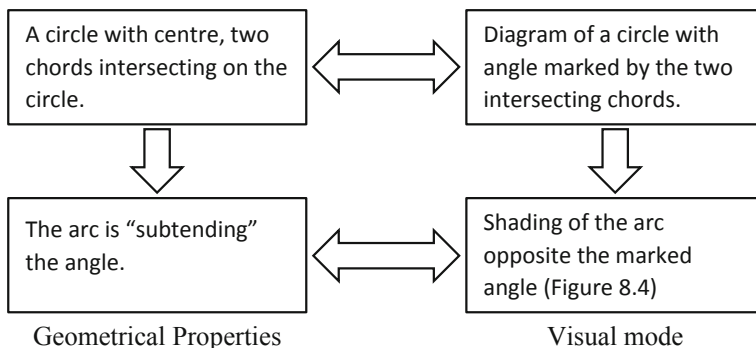 A circle with centre, two
chords intersecting on the
circle.
Diagram of a circle with
angle marked by the two
intersecting chords.
The arc is “subtending”
the angle.
Shading of the arc
opposite the marked
angle (Figure 8.4)
Geometrical Properties
Visual mode